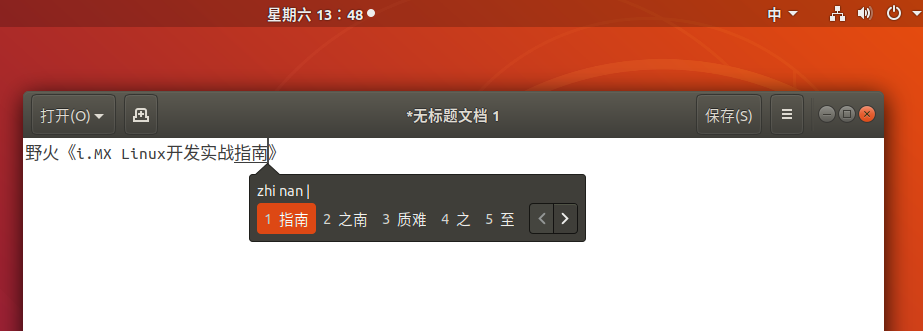 星期六 13：48
中
打开(O)
*无标题文档 1
保存(S)
野火《i.MX Linux开发实战指南》
zhi nan
1 指南 2 之南 3 质难 4 之 5 至